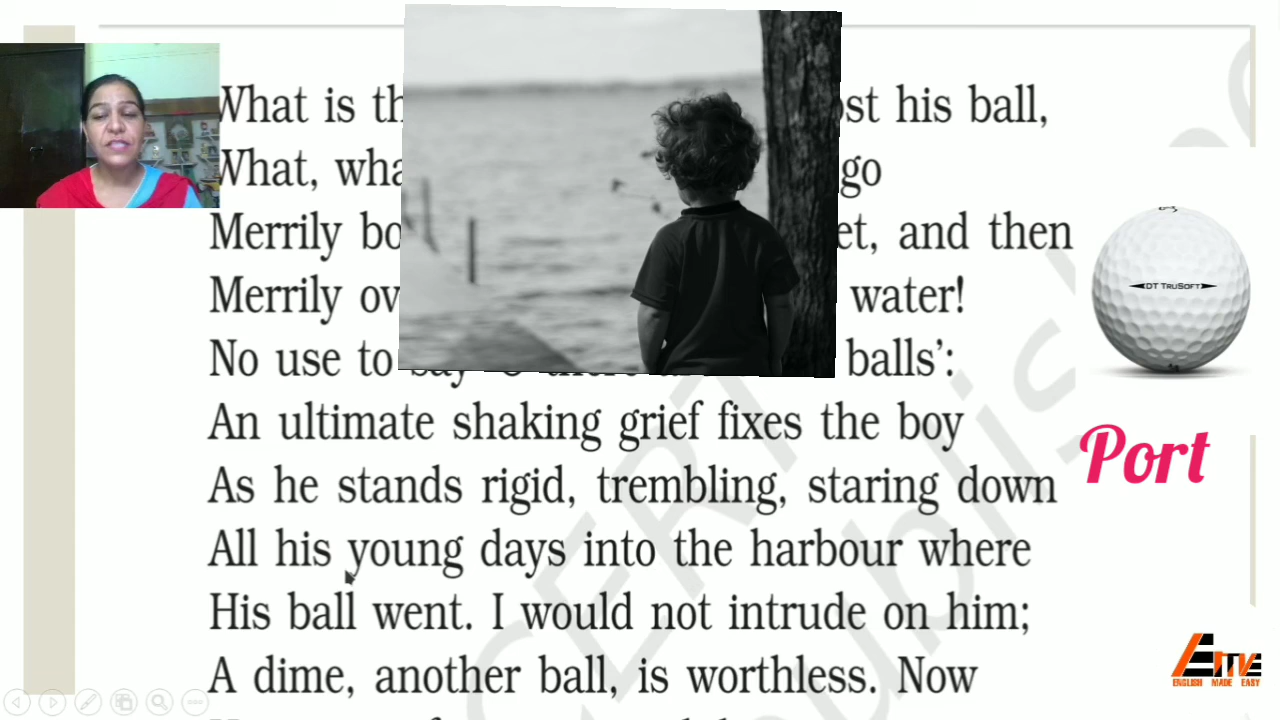 What is th ost his ball,
What, wha go
Merrily bo et, and then
Merrily ov water!
No use to say balls’:
An ultimate shaking grief fixes the boy
As he stands rigid, trembling, staring down
All his young days into the harbour where
His ball went. I would not intrude on him;
A dime, another ball, is worthless. Now
DT TRUSOFT
Port
ENGLISH MADE EASY